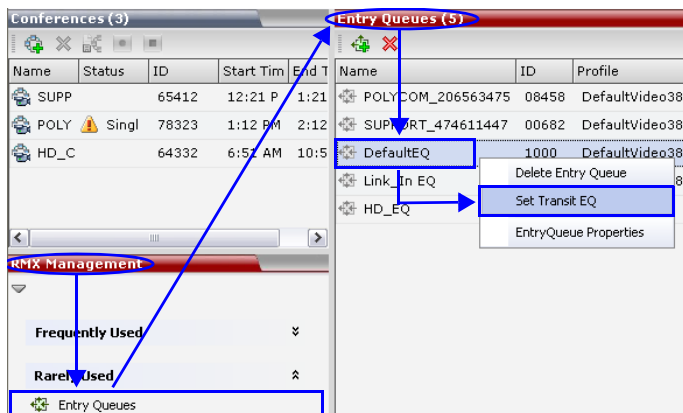 Conferences (3)
Name Status ID Start Tim End T
SUPP 65412 12:21 P 1:21
POLY Singl 78323 1:12 PM 2:12
HD_C 64332 6:51 AM 10:5
RMX Management
Frequently Used
Rarely Used
Entry Queues
Entry Queues (5)
Name ID Profile
POLYCOM_206563475 08458 DefaultVideo38
SUPPORT_474611447 00682 DefaultVideo38
DefaultEQ 1000 DefaultVideo38
Link_In EQ 8
HD_EQ
Delete Entry Queue
Set Transit EQ
EntryQueue Properties